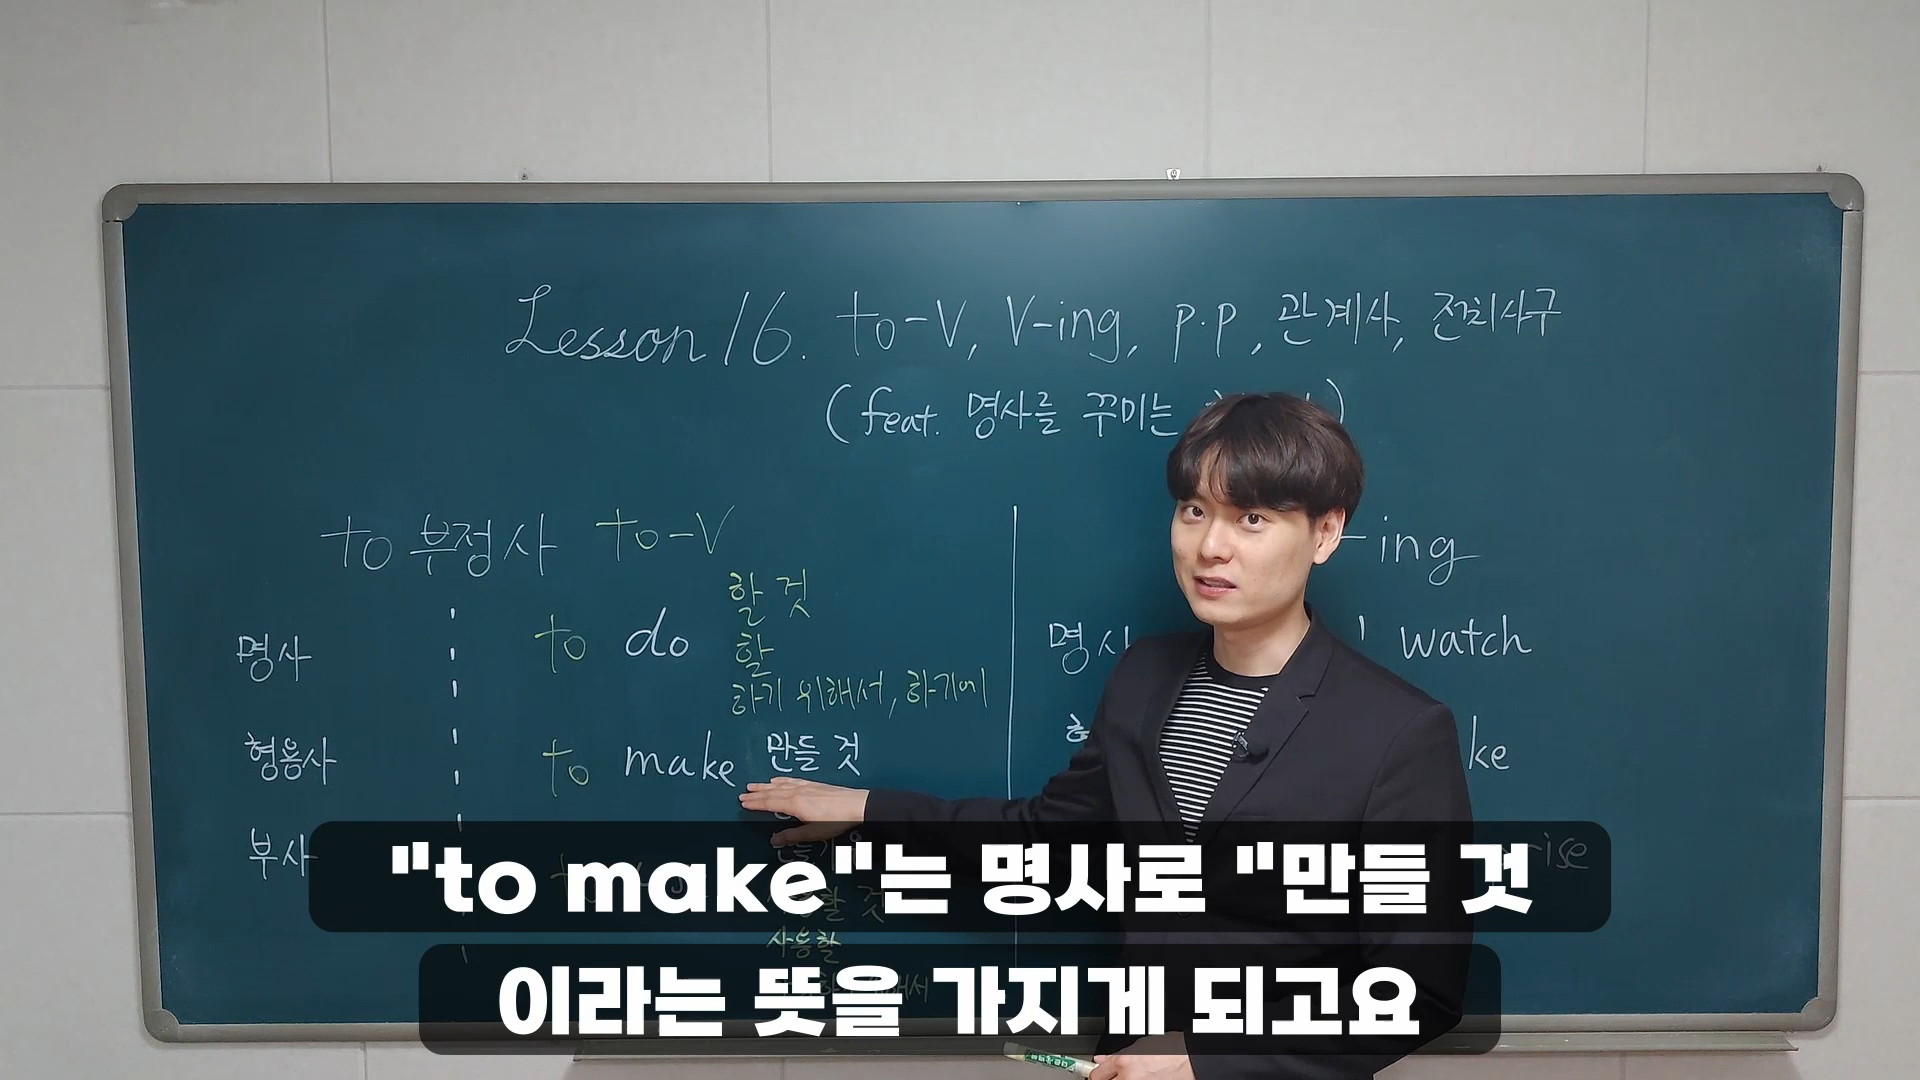 Lesson 16. to-V, V-ing, p.p, 관계사, 전치사구
(feat. 명사를 꾸미는 )
to 부정사 to-V
-ing
할 것
명사 to do 할
하기 위해서, 하기에
명사 watch
형용사 to make 만들 것
ke
부사
rise
"to make"는 명사로 "만들 것
사용할
이라는 뜻을 가지게 되고요